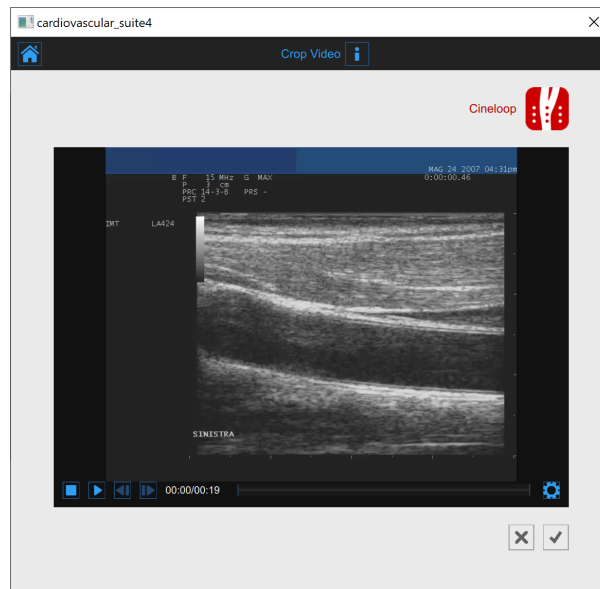 cardiovascular_suite4
Crop Video
Cineloop
MAG 24 2007 04:31pm
B F 15 MHz G MAX 0:00:00.46
P 3 cm
PRC 14-3-B PRS -
PST 2
IMT LA424
SINISTRA
00:00/00:19